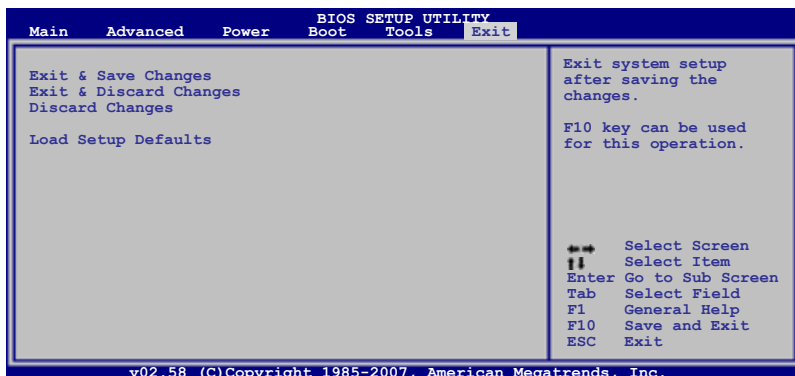 BIOS SETUP UTILITY
Main Advanced Power Boot Tools Exit
Exit & Save Changes
Exit & Discard Changes
Discard Changes
Load Setup Defaults
Exit system setup
after saving the
changes.
F10 key can be used
for this operation.
←→ Select Screen
↑↓ Select Item
Enter Go to Sub Screen
Tab Select Field
F1 General Help
F10 Save and Exit
ESC Exit
v02.58 (C)Copyright 1985-2007, American Megatrends, Inc.